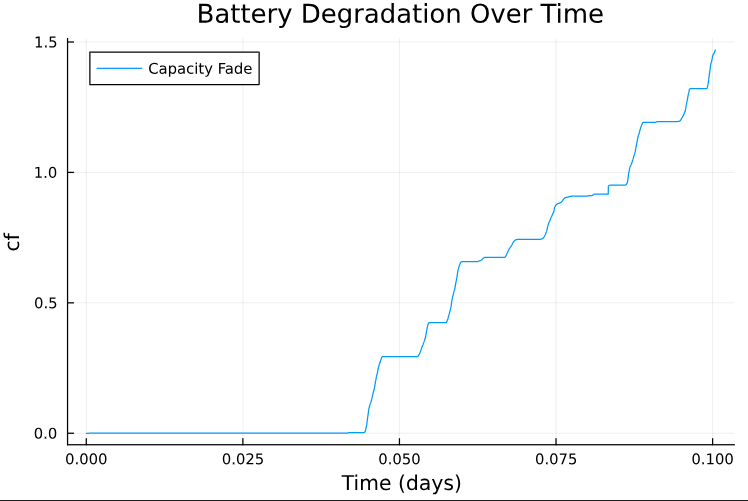 Battery Degradation Over Time
1.5
Capacity Fade
1.0
cf
0.5
0.0
0.000 0.025 0.050 0.075 0.100
Time (days)